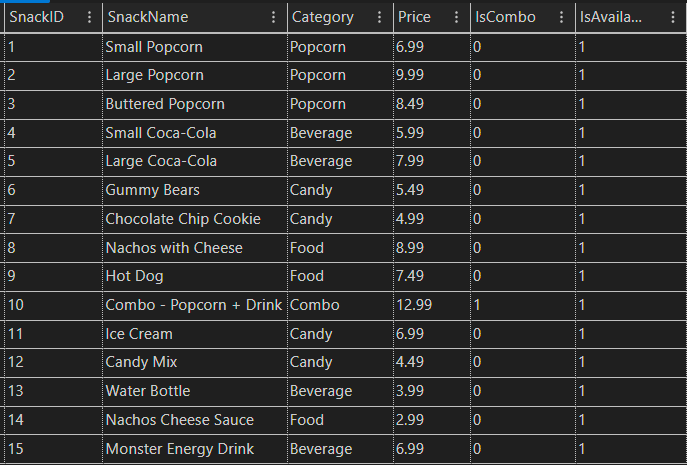 SnackID SnackName Category Price IsCombo IsAvaila...
1 Small Popcorn Popcorn 6.99 0 1
2 Large Popcorn Popcorn 9.99 0 1
3 Buttered Popcorn Popcorn 8.49 0 1
4 Small Coca-Cola Beverage 5.99 0 1
5 Large Coca-Cola Beverage 7.99 0 1
6 Gummy Bears Candy 5.49 0 1
7 Chocolate Chip Cookie Candy 4.99 0 1
8 Nachos with Cheese Food 8.99 0 1
9 Hot Dog Food 7.49 0 1
10 Combo - Popcorn + Drink Combo 12.99 1 1
11 Ice Cream Candy 6.99 0 1
12 Candy Mix Candy 4.49 0 1
13 Water Bottle Beverage 3.99 0 1
14 Nachos Cheese Sauce Food 2.99 0 1
15 Monster Energy Drink Beverage 6.99 0 1